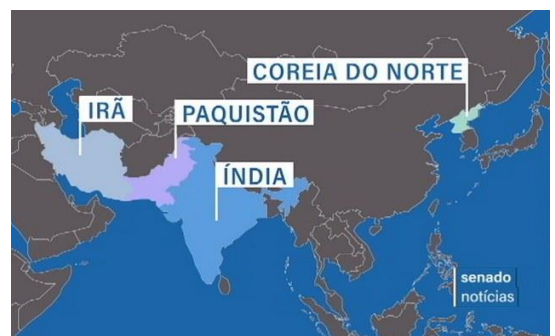 COREIA DO NORTE
IRÃ
PAQUISTÃO
ÍNDIA
senado
notícias